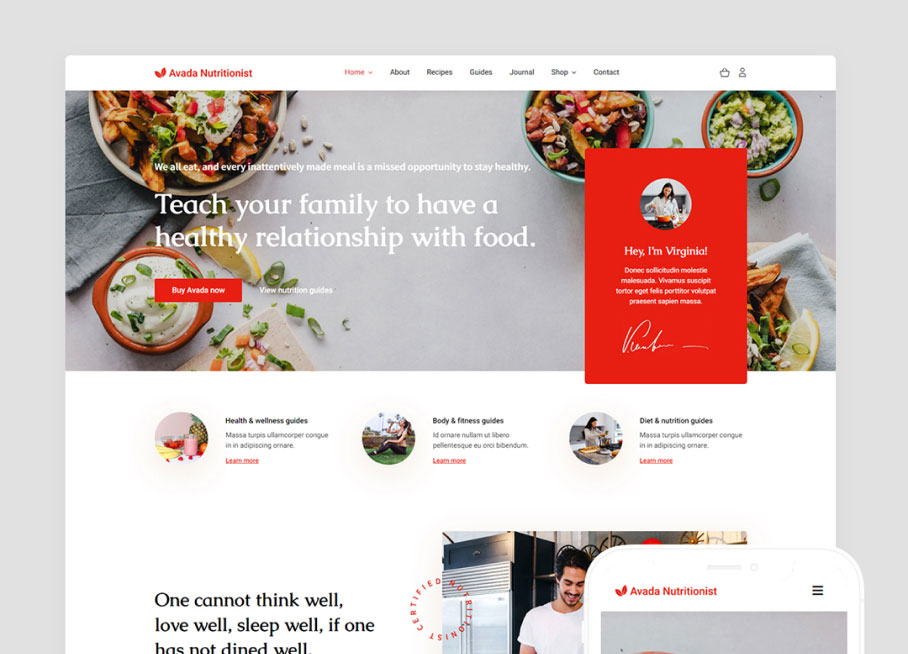 Avada Nutritionist
Home About Recipes Guides Journal Shop Contact
We all eat, and every inattentively made meal is a missed opportunity to stay healthy.
Teach your family to have a
healthy relationship with food.
Buy Avada now View nutrition guides
Hey, I'm Virginia!
Donec sollicitudin molestie
malesuada. Vivamus suscipit
tortor eget felis porttitor volutpat
praesent sapien massa.
Health & wellness guides
Massa turpis ullamcorper congue
in in adipiscing ornare.
Learn more
Body & fitness guides
Id ornare nullam ut libero
pellentesque eu orci bibendum.
Learn more
Diet & nutrition guides
Massa turpis ullamcorper congue
in in adipiscing ornare.
Learn more
One cannot think well,
love well, sleep well, if one
has not dined well.
CERTIFIED NUTRITIONIST
Avada Nutritionist